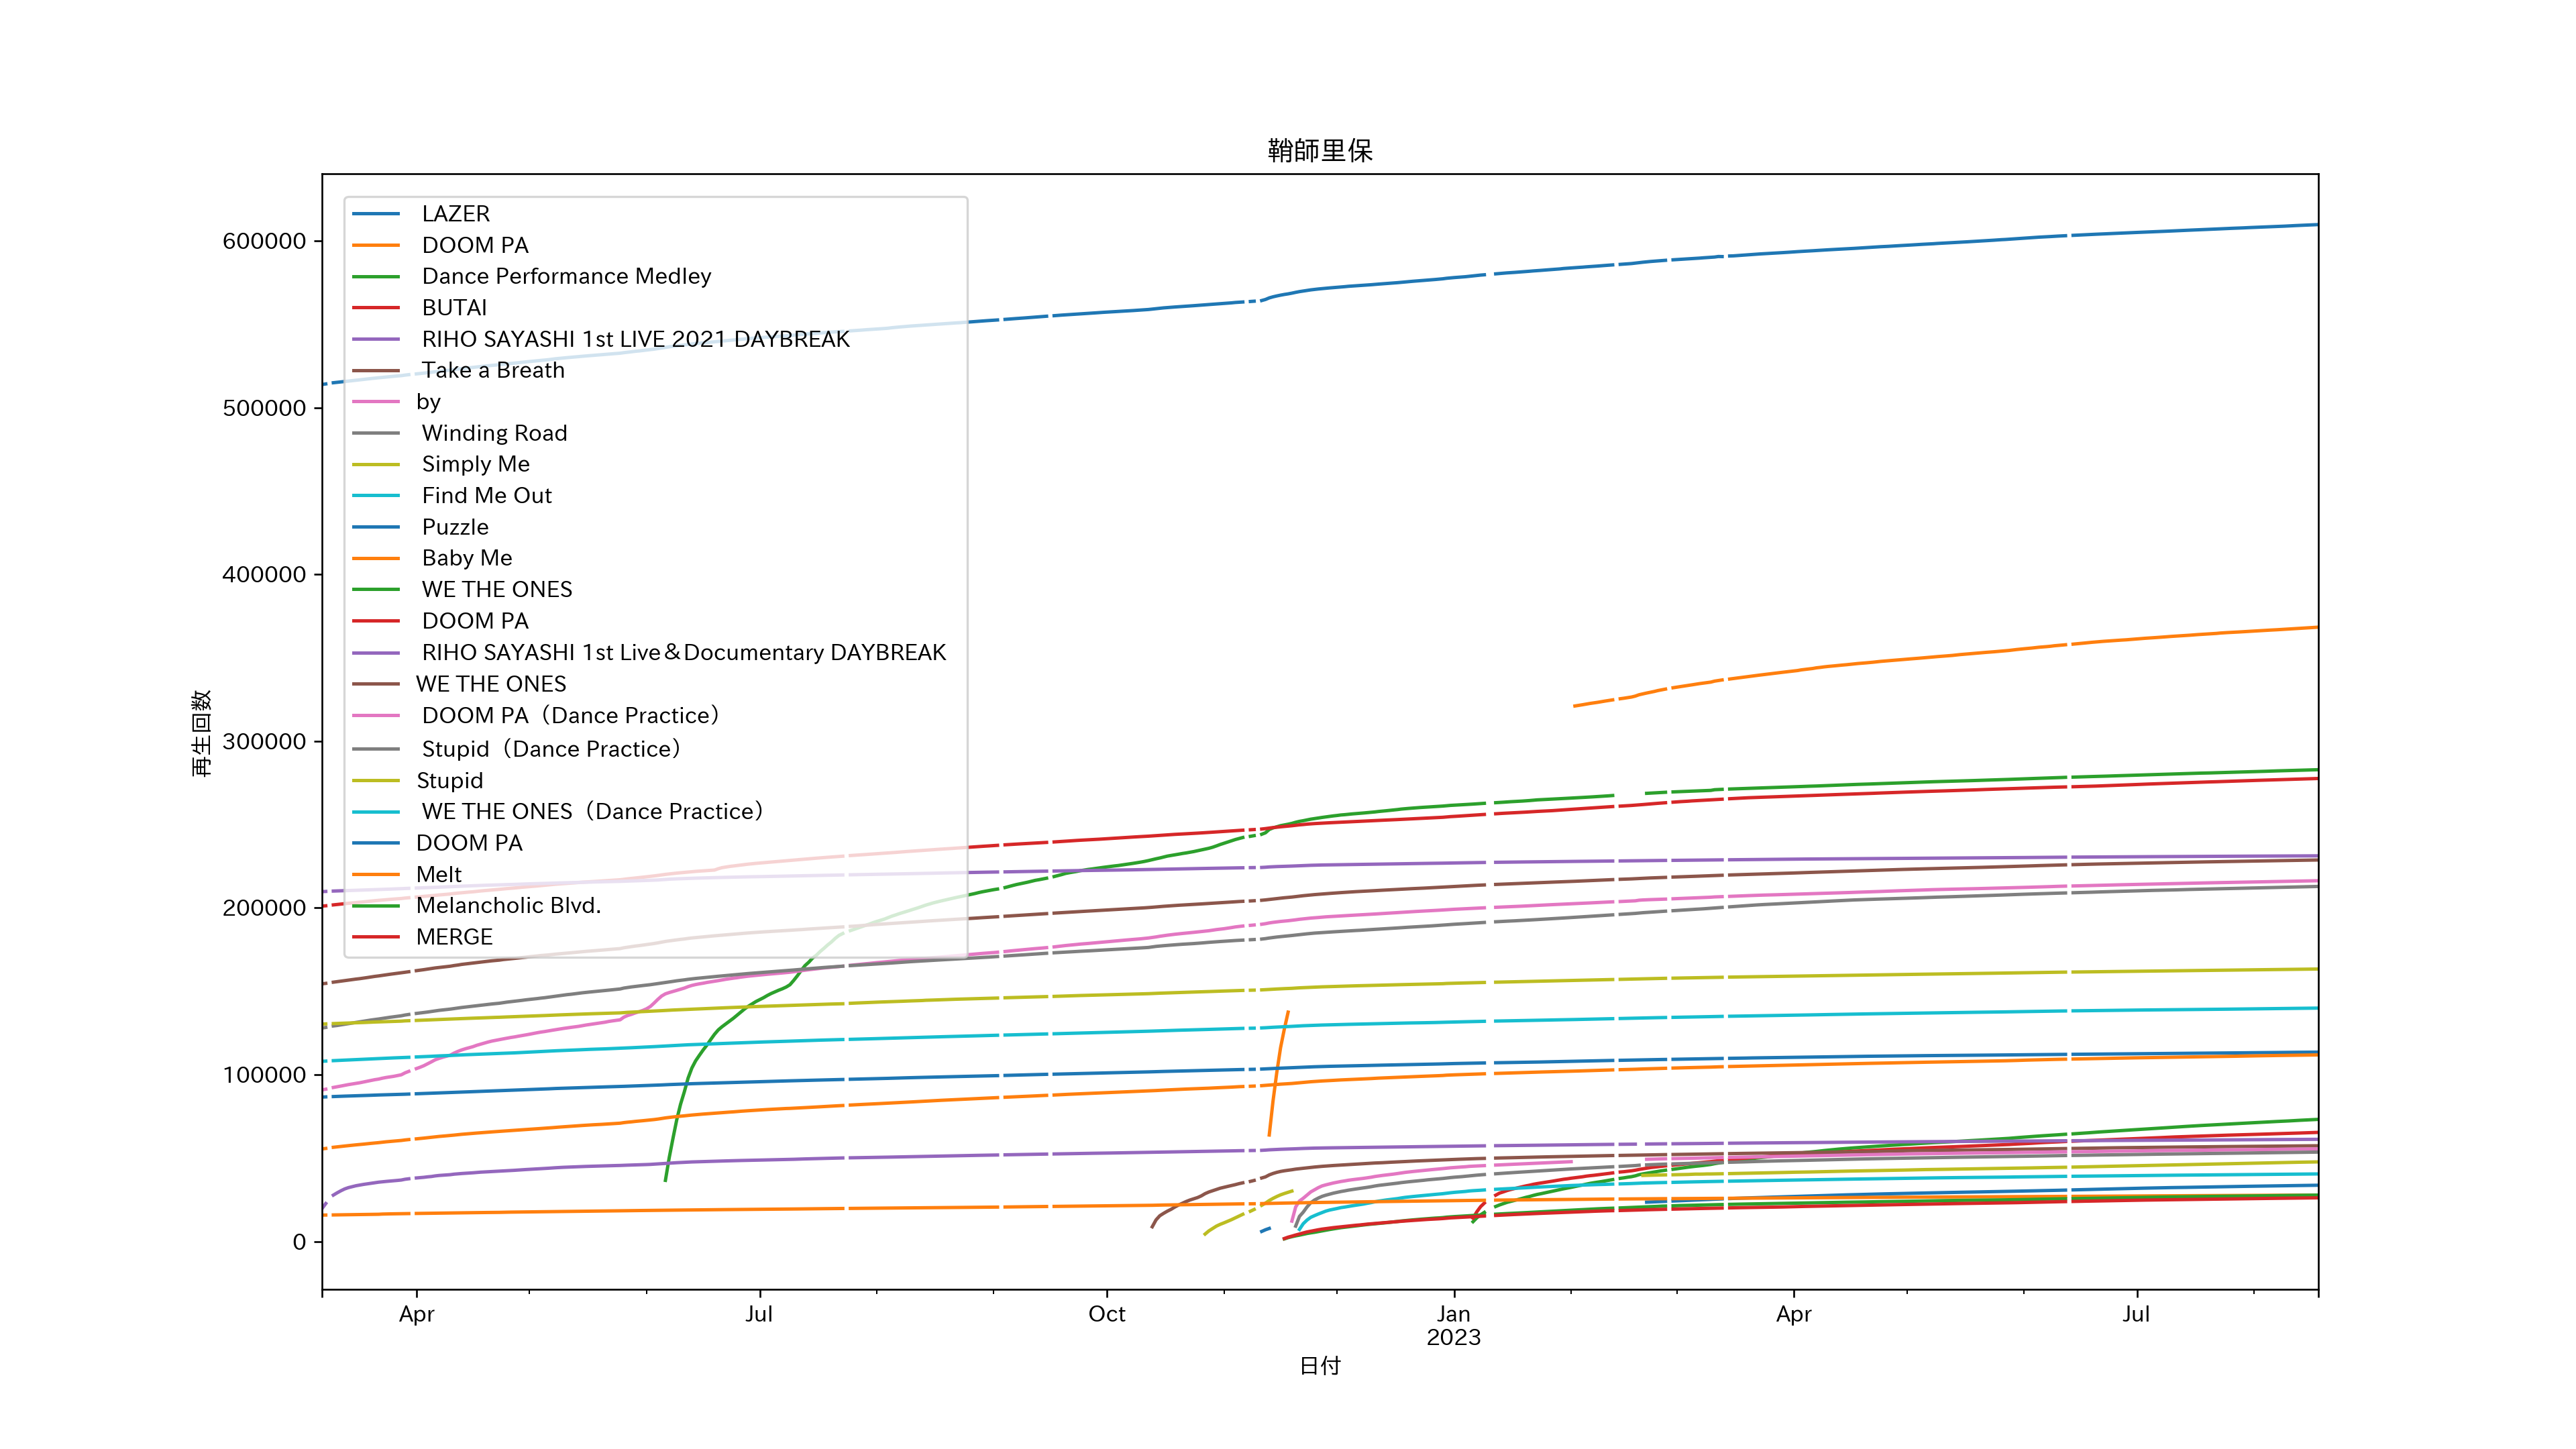 鞘師里保
LAZER
DOOM PA
Dance Performance Medley
BUTAI
RIHO SAYASHI 1st LIVE 2021 DAYBREAK
Take a Breath
by
Winding Road
Simply Me
Find Me Out
Puzzle
Baby Me
WE THE ONES
DOOM PA
RIHO SAYASHI 1st Live＆Documentary DAYBREAK
WE THE ONES
DOOM PA（Dance Practice）
Stupid（Dance Practice）
Stupid
WE THE ONES（Dance Practice）
DOOM PA
Melt
Melancholic Blvd.
MERGE
600000
500000
400000
300000
200000
100000
0
再生回数
Apr
Jul
Oct
Jan
2023
Apr
Jul
日付